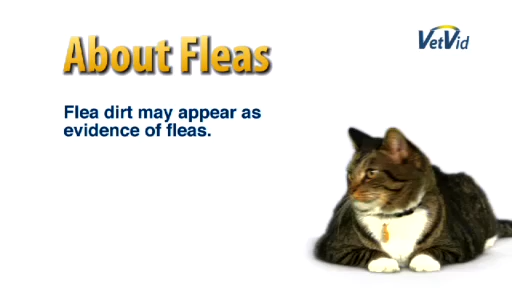 About Fleas
VetVid
Flea dirt may appear as
evidence of fleas.